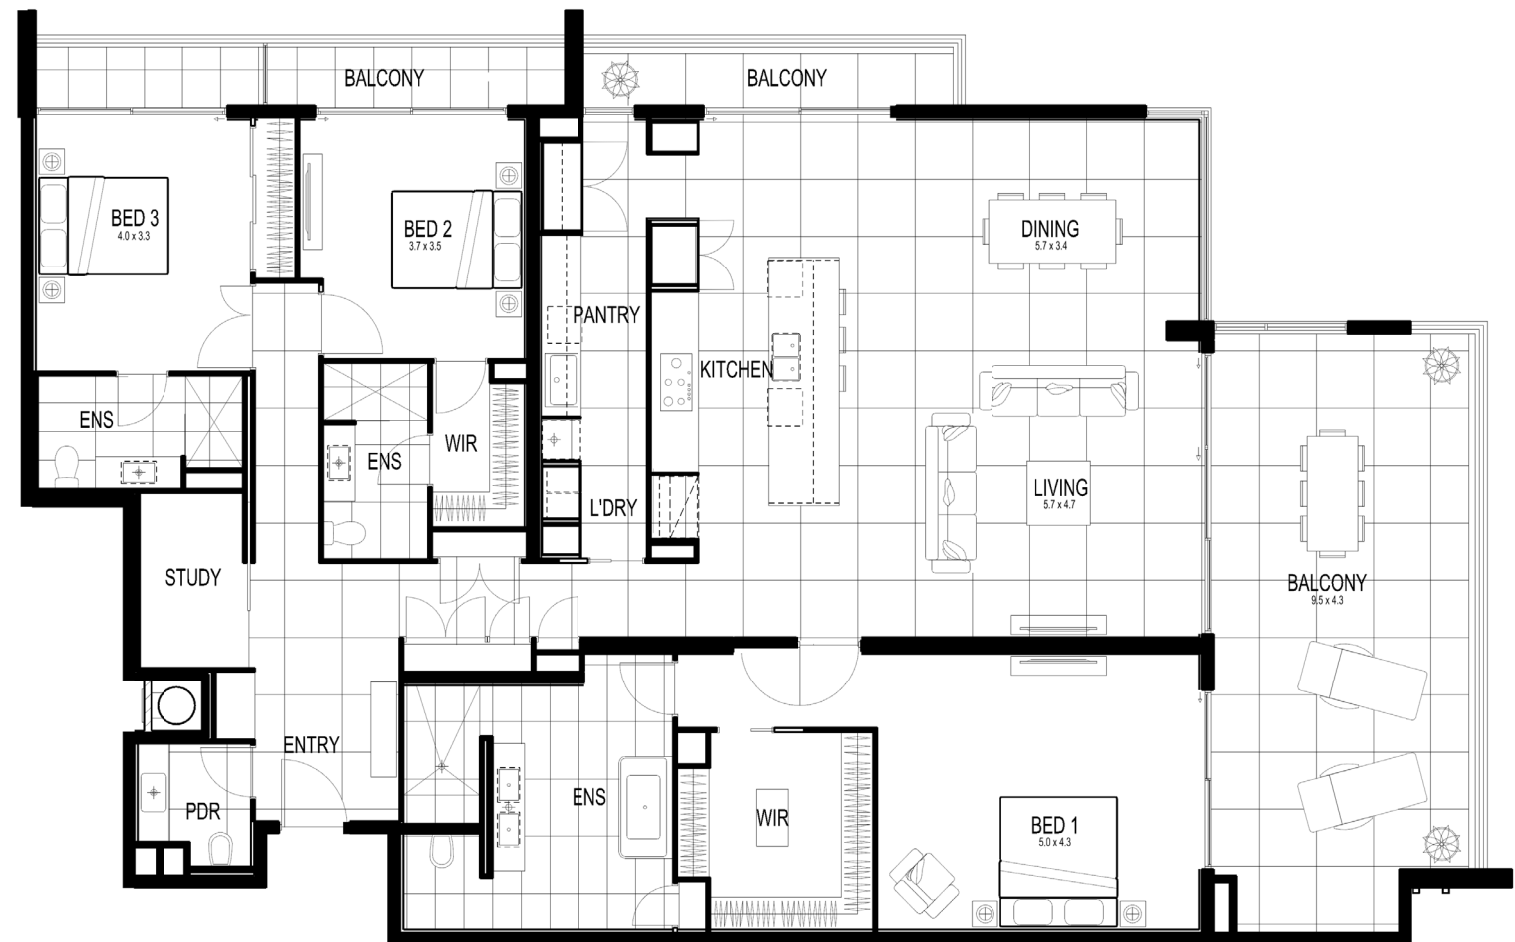 BALCONY
BALCONY
BED 3
4.0 x 3.3
BED 2
3.7 x 3.5
DINING
5.7 x 3.4
PANTRY
KITCHEN
ENS
WIR
ENS
LIVING
5.7 x 4.7
L'DRY
STUDY
BALCONY
9.5 x 4.3
ENTRY
PDR
ENS
WIR
BED 1
5.0 x 4.3